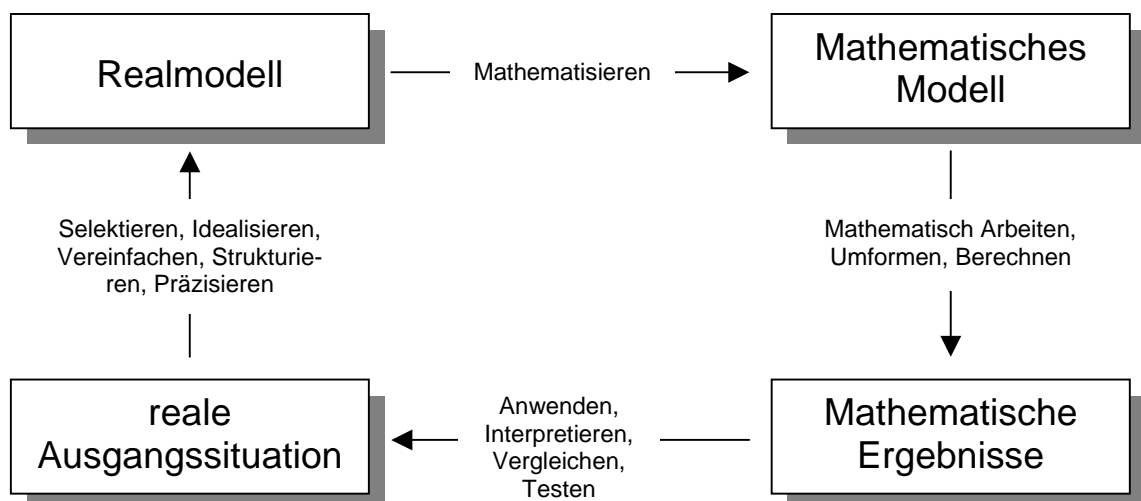 Realmodell
Mathematisieren
Mathematisches
Modell
Selektieren, Idealisieren,
Vereinfachen, Strukturie-
ren, Präzisieren
Mathematisch Arbeiten,
Umformen, Berechnen
reale
Ausgangssituation
Anwenden,
Interpretieren,
Vergleichen,
Testen
Mathematische
Ergebnisse